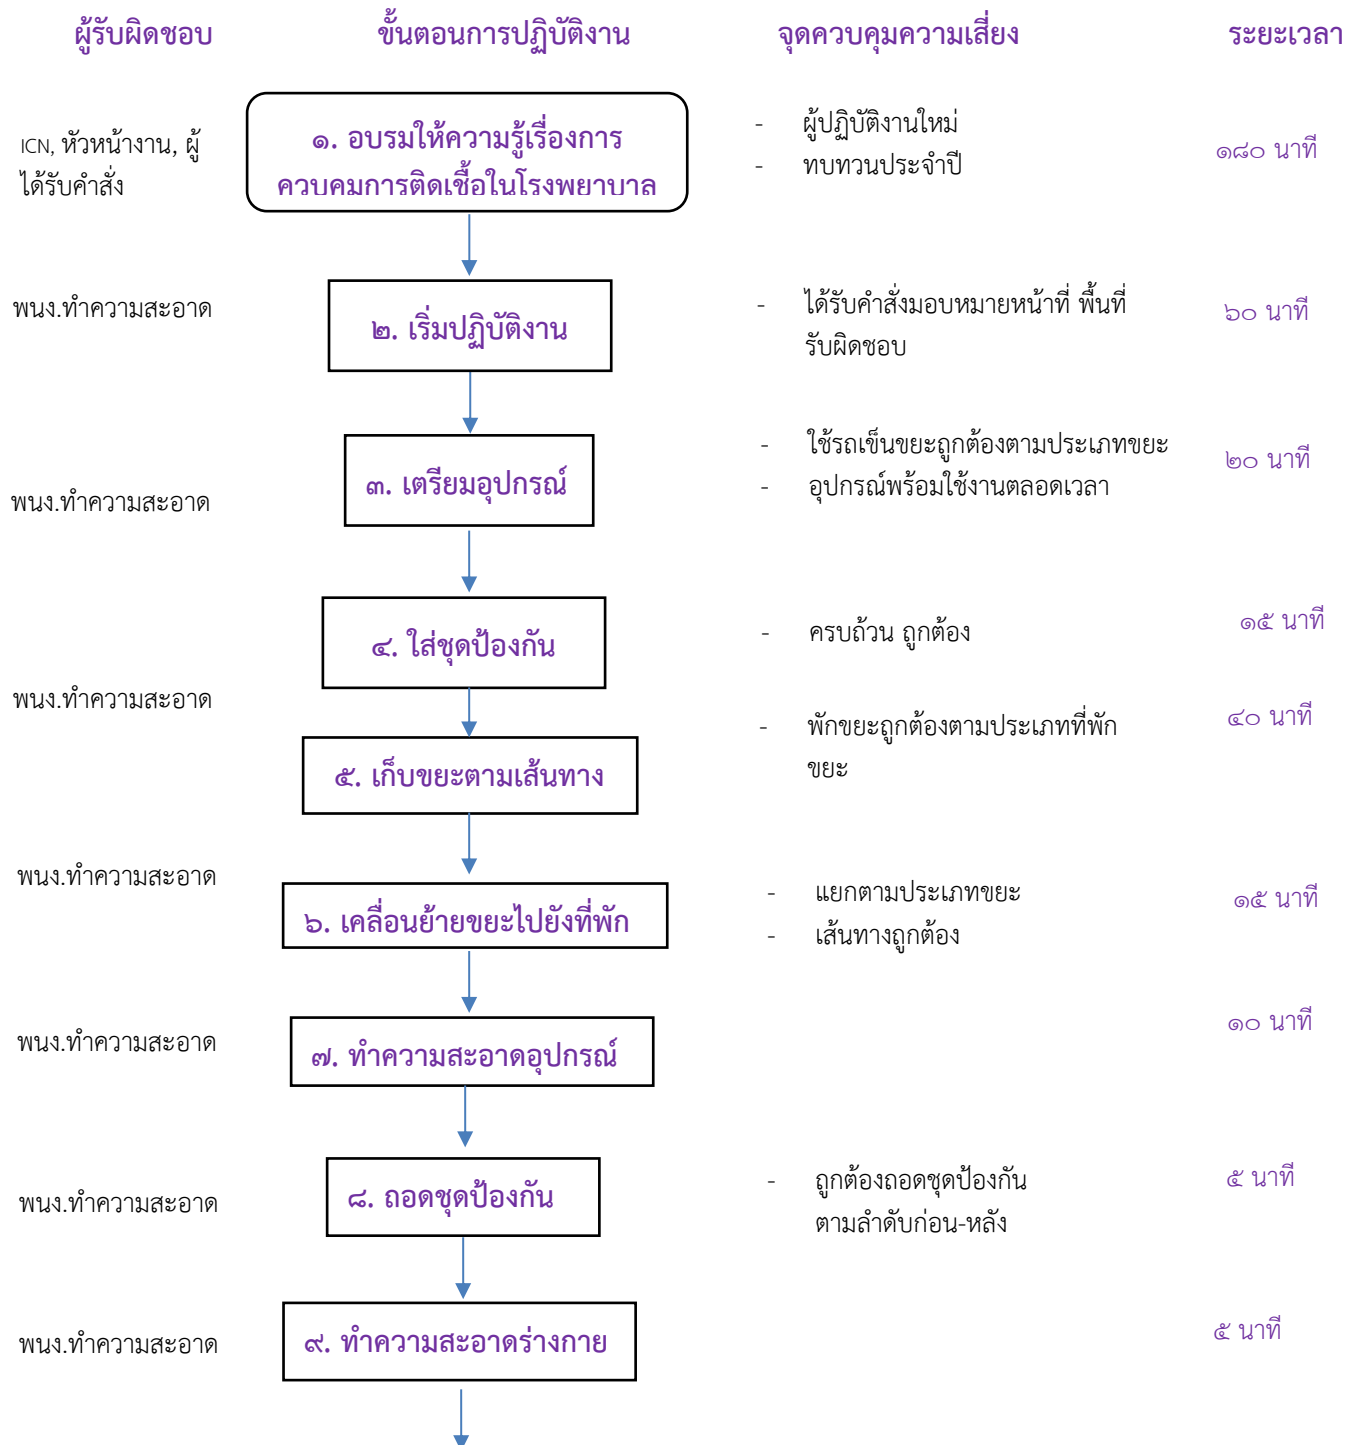 ผู้รับผิดชอบ ขั้นตอนการปฏิบัติงาน จุดควบคุมความเสี่ยง ระยะเวลา
ICN, หัวหน้างาน, ผู้
ได้รับคำสั่ง
๑. อบรมให้ความรู้เรื่องการ
ควบคุมการติดเชื้อในโรงพยาบาล
- ผู้ปฏิบัติงานใหม่
- ทบทวนประจำปี
๑๘๐ นาที
พนง.ทำความสะอาด
๒. เริ่มปฏิบัติงาน
- ได้รับคำสั่งมอบหมายหน้าที่ พื้นที่
รับผิดชอบ
๖๐ นาที
พนง.ทำความสะอาด
๓. เตรียมอุปกรณ์
- ใช้รถเข็นขยะถูกต้องตามประเภทขยะ
- อุปกรณ์พร้อมใช้งานตลอดเวลา
๒๐ นาที
๔. ใส่ชุดป้องกัน
- ครบถ้วน ถูกต้อง
๑๕ นาที
พนง.ทำความสะอาด
๕. เก็บขยะตามเส้นทาง
- พักขยะถูกต้องตามประเภทที่พัก
ขยะ
๔๐ นาที
พนง.ทำความสะอาด
๖. เคลื่อนย้ายขยะไปยังที่พัก
- แยกตามประเภทขยะ
- เส้นทางถูกต้อง
๑๕ นาที
พนง.ทำความสะอาด
๗. ทำความสะอาดอุปกรณ์
๑๐ นาที
พนง.ทำความสะอาด
๘. ถอดชุดป้องกัน
- ถูกต้องถอดชุดป้องกัน
ตามลำดับก่อน-หลัง
๕ นาที
พนง.ทำความสะอาด
๙. ทำความสะอาดร่างกาย
๕ นาที